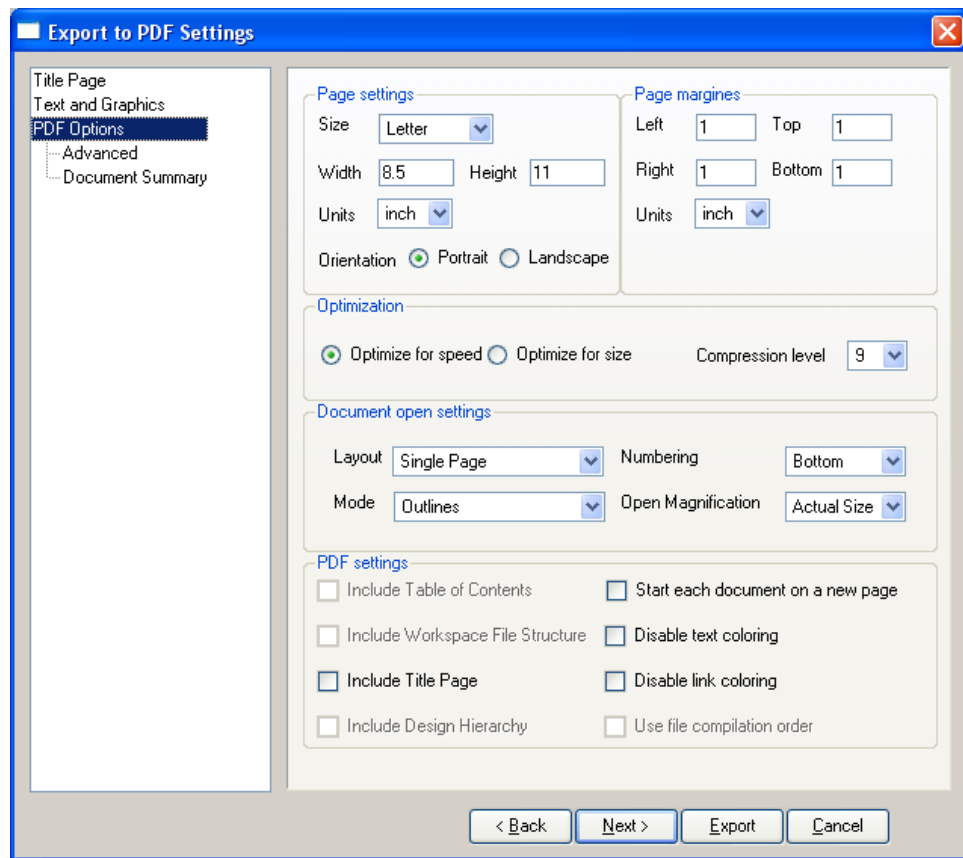 Export to PDF Settings
Title Page
Text and Graphics
PDF Options
Advanced
Document Summary
Page settings
Size Letter
Width 8.5 Height 11
Units inch
Orientation Portrait Landscape
Page margines
Left 1 Top 1
Right 1 Bottom 1
Units inch
Optimization
Optimize for speed Optimize for size Compression level 9
Document open settings
Layout Single Page Numbering Bottom
Mode Outlines Open Magnification Actual Size
PDF settings
Include Table of Contents Start each document on a new page
Include Workspace File Structure Disable text coloring
Include Title Page Disable link coloring
Include Design Hierarchy Use file compilation order
< Back Next > Export Cancel